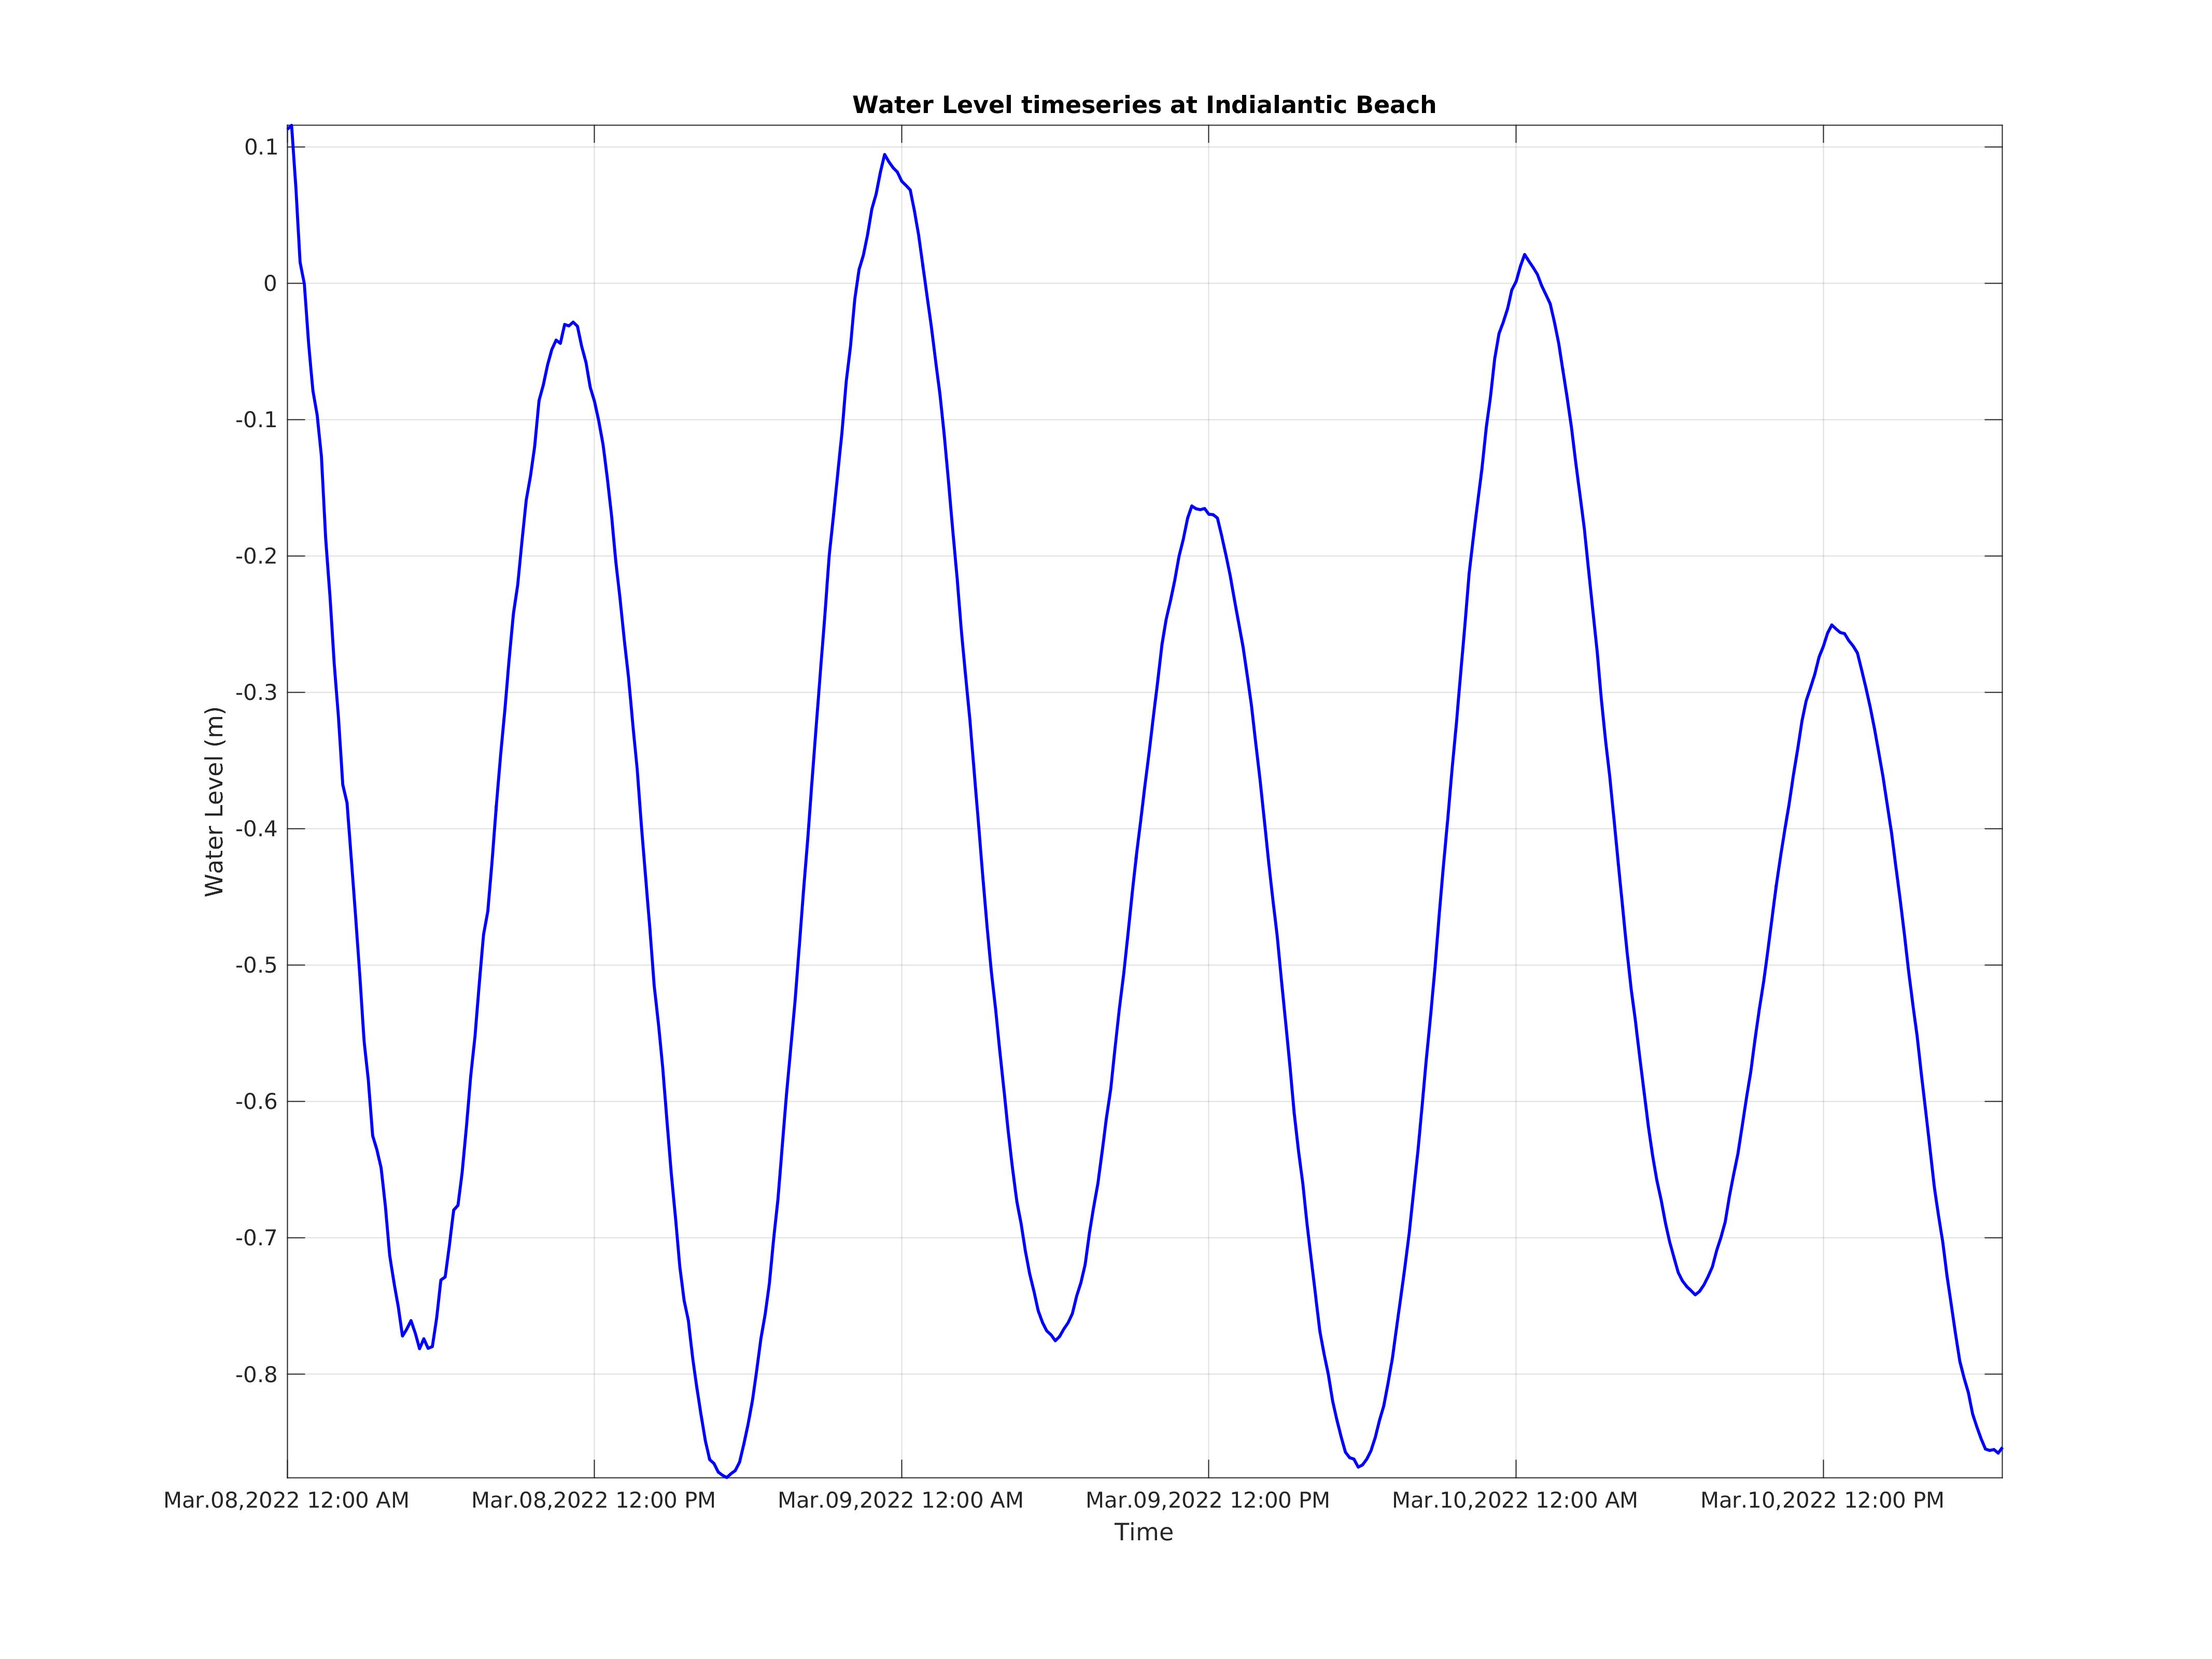 Water Level timeseries at Indialantic Beach
0.1
0
-0.1
-0.2
-0.3
-0.4
-0.5
-0.6
-0.7
-0.8
Water Level (m)
Mar.08,2022 12:00 AM
Mar.08,2022 12:00 PM
Mar.09,2022 12:00 AM
Mar.09,2022 12:00 PM
Mar.10,2022 12:00 AM
Mar.10,2022 12:00 PM
Time